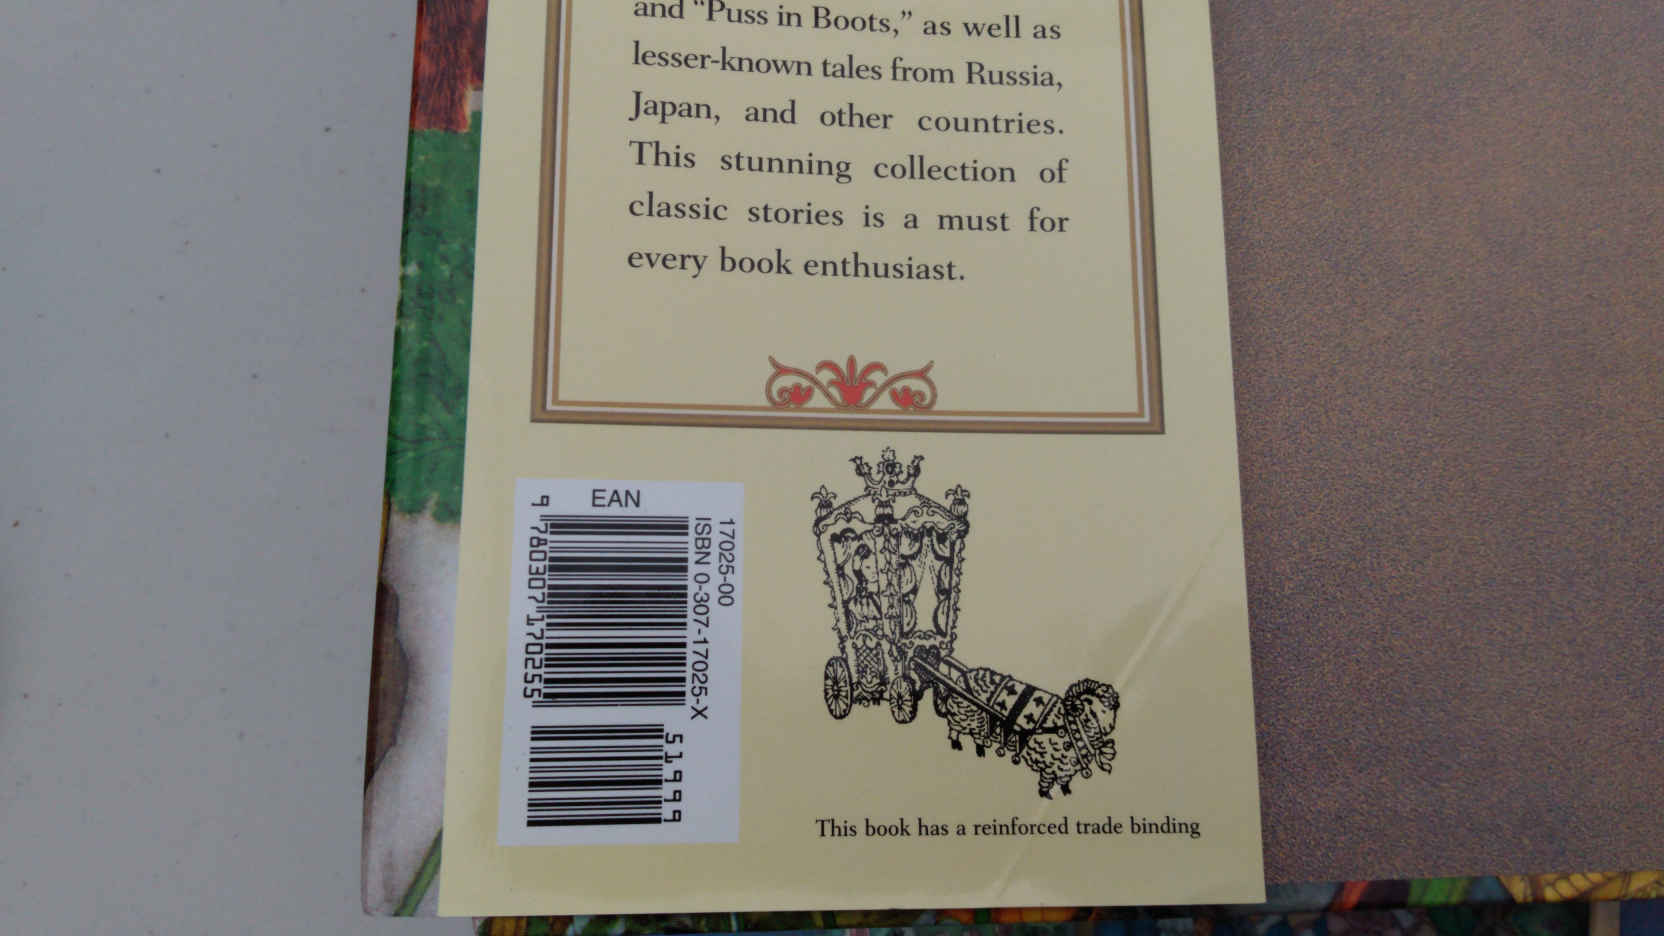 and “Puss in Boots,” as well as
lesser-known tales from Russia,
Japan, and other countries.
This stunning collection of
classic stories is a must for
every book enthusiast.
EAN
17025-00
ISBN 0-307-17025-X
9 780307 170255
51999
This book has a reinforced trade binding